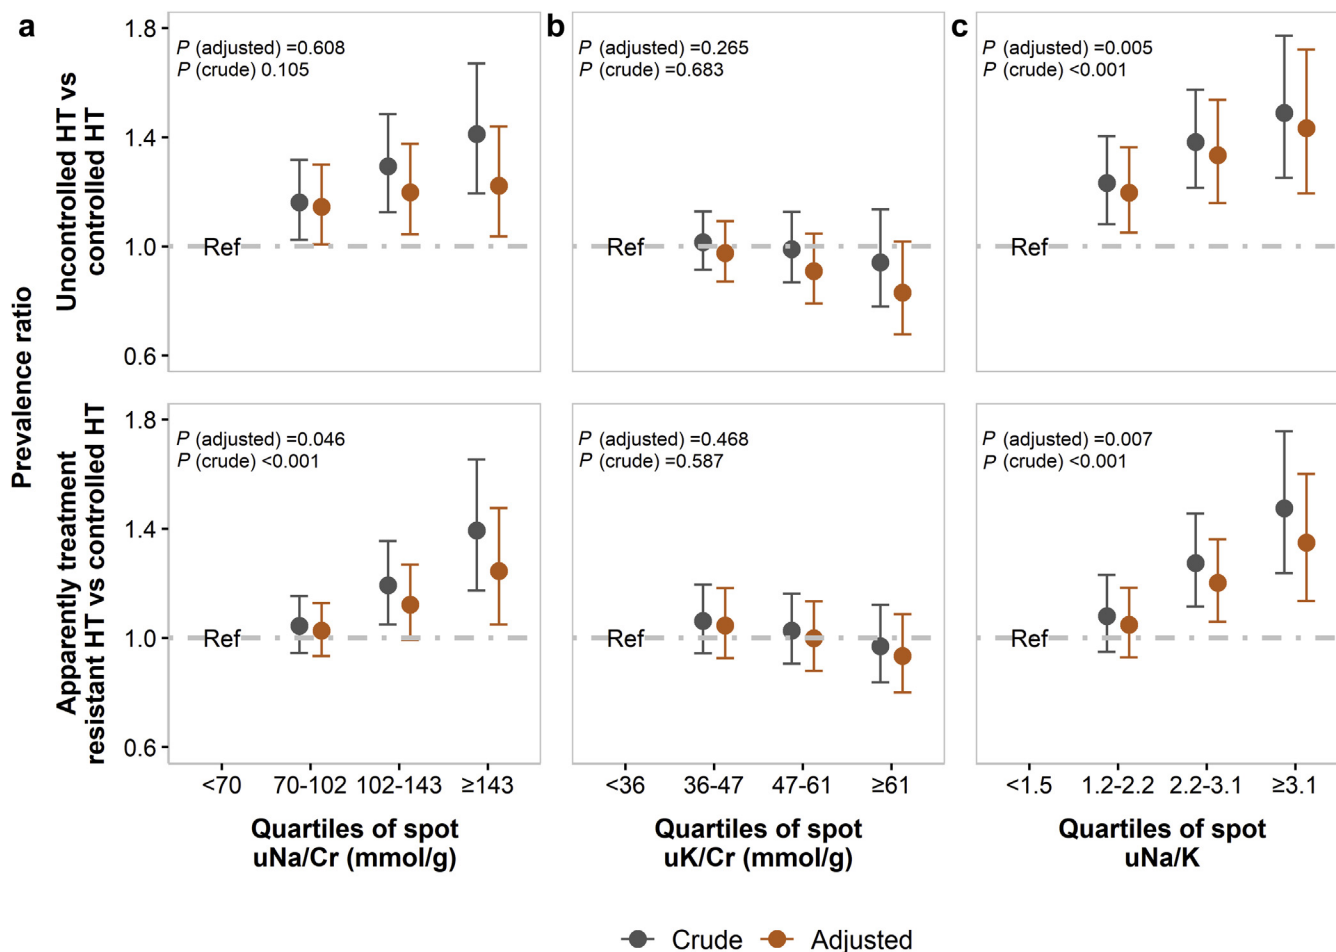 a
b
c
Prevalence ratio
Uncontrolled HT vs
controlled HT
1.8
1.4
1.0
0.6
P (adjusted) =0.608
P (crude) 0.105
Ref
P (adjusted) =0.265
P (crude) =0.683
Ref
P (adjusted) =0.005
P (crude) <0.001
Ref
Apparently treatment
resistant HT vs controlled HT
1.8
1.4
1.0
0.6
P (adjusted) =0.046
P (crude) <0.001
Ref
P (adjusted) =0.468
P (crude) =0.587
Ref
P (adjusted) =0.007
P (crude) <0.001
Ref
<70 70-102 102-143 ≥143
Quartiles of spot
uNa/Cr (mmol/g)
<36 36-47 47-61 ≥61
Quartiles of spot
uK/Cr (mmol/g)
<1.5 1.2-2.2 2.2-3.1 ≥3.1
Quartiles of spot
uNa/K
Crude Adjusted